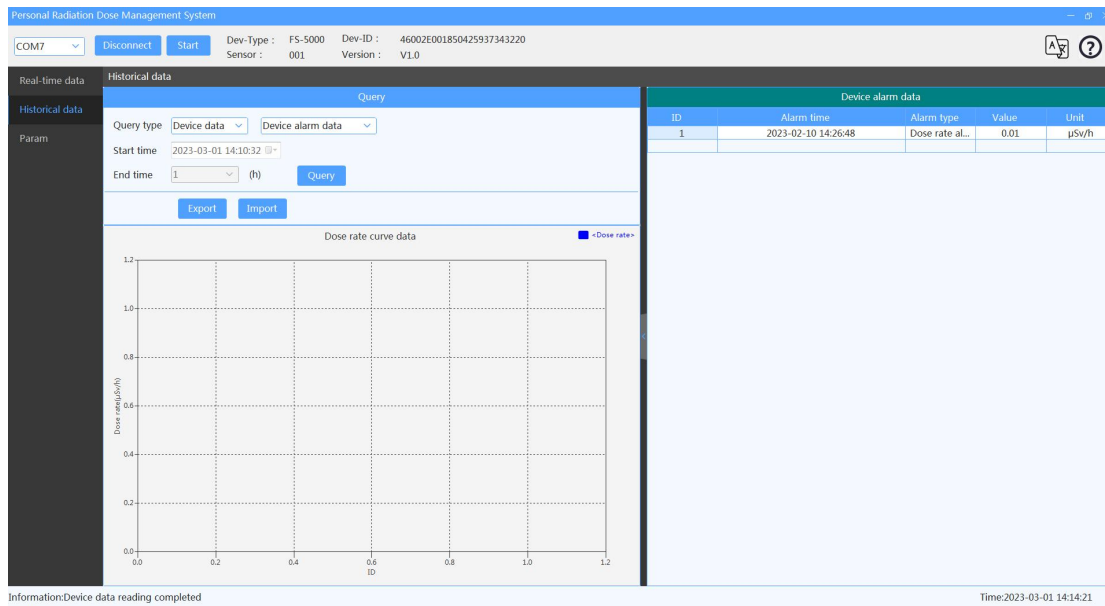 Personal Radiation Dose Management System
COM7 Disconnect Start Dev-Type : FS-5000 Dev-ID : 46002E001850425937343220
Sensor : 001 Version : V1.0
Real-time data
Historical data
Param
Historical data
Query
Query type Device data Device alarm data
Start time 2023-03-01 14:10:32
End time 1 (h) Query
Export Import
Dose rate curve data
<Dose rate>
1.2
1.0
0.8
0.6
0.4
0.2
0.0
Dose rate(μSv/h)
0.0 0.2 0.4 0.6 0.8 1.0 1.2
ID
Device alarm data
ID Alarm time Alarm type Value Unit
1 2023-02-10 14:26:48 Dose rate al... 0.01 μSv/h
Information:Device data reading completed
Time:2023-03-01 14:14:21